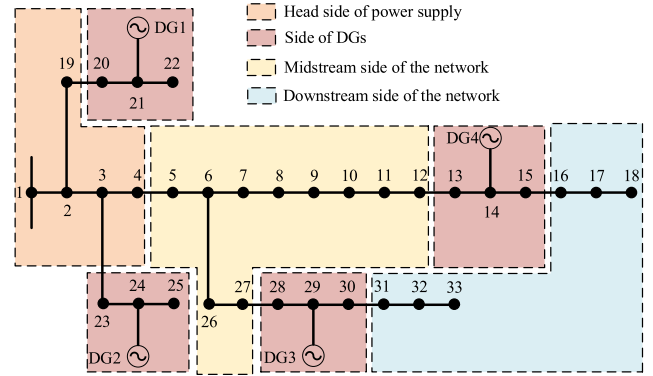 Head side of power supply
Side of DGs
Midstream side of the network
Downstream side of the network
DG1
19 20 22
21
DG4
1 3 4 5 6 7 8 9 10 11 12 13 15 16 17 18
2 14
24 25 27 28 29 30 31 32 33
23 26
DG2 DG3